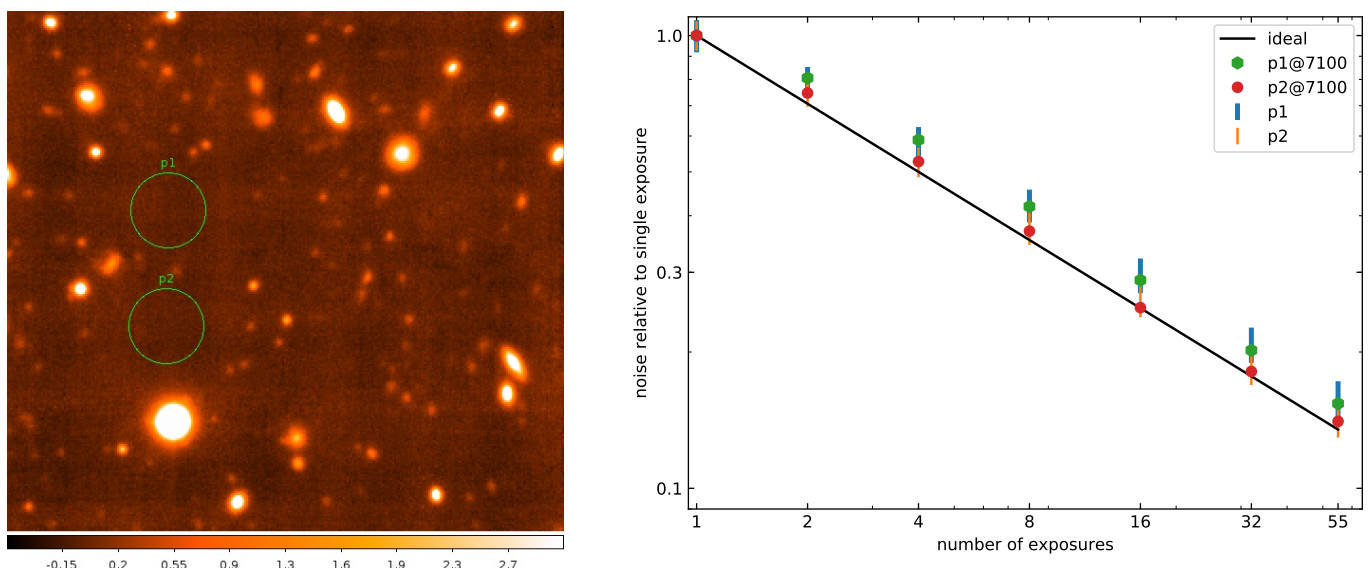 p1
p2
-0.15 0.2 0.55 0.9 1.3 1.6 1.9 2.3 2.7
noise relative to single exposure
1.0
0.3
0.1
ideal
p1@7100
p2@7100
p1
p2
1 2 4 8 16 32 55
number of exposures